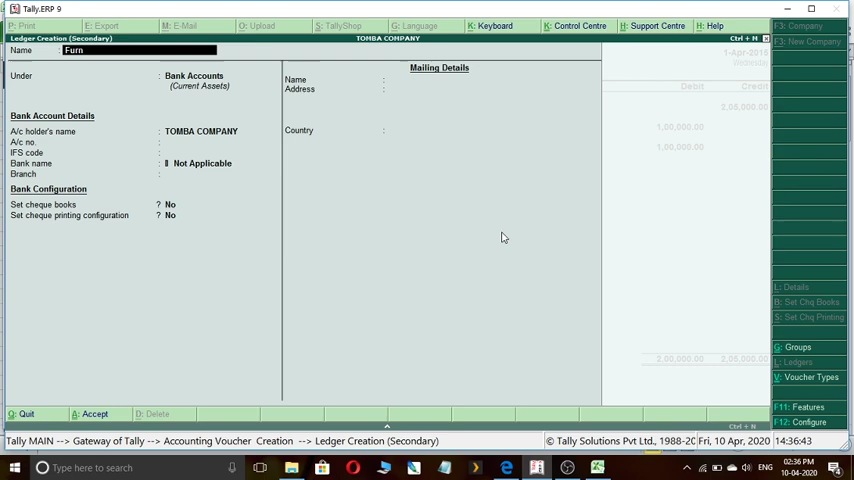 Tally.ERP 9
P: Print E: Export M: E-Mail O: Upload S: TallyShop G: Language K: Keyboard K: Control Centre H: Support Centre H: Help F3: Company
Ledger Creation (Secondary) TOMBA COMPANY Ctrl + M
F3: New Company
Name : Furn
1-Apr-2015
Wednesday
Mailing Details
Under : Bank Accounts
(Current Assets)
Name :
Address :
Debit Credit
2,05,000.00
Bank Account Details
1,00,000.00
A/c holder's name : TOMBA COMPANY
Country :
A/c no. :
1,00,000.00
IFS code :
Bank name : Not Applicable
Branch :
Bank Configuration
Set cheque books ? No
Set cheque printing configuration ? No
L: Details
B: Set Chq Books
S: Set Chq Printing
G: Groups
2,00,000.00 2,05,000.00
L: Ledgers
V: Voucher Types
F11: Features
Q: Quit A: Accept D: Delete
F12: Configure
Ctrl + N
Tally MAIN --> Gateway of Tally --> Accounting Voucher Creation --> Ledger Creation (Secondary) © Tally Solutions Pvt Ltd., 1988-20 Fri, 10 Apr, 2020 14:36:43
Type here to search
ENG
02:36 PM
10-04-2020
4